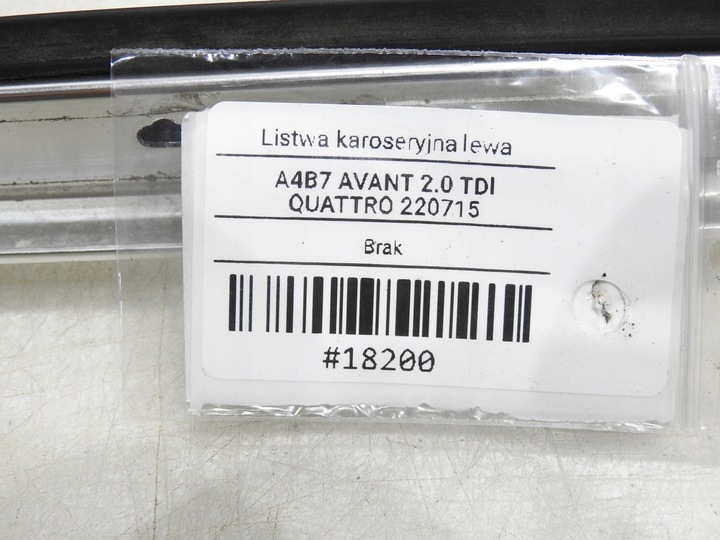 Listwa karoseryjna lewa
A4B7 AVANT 2.0 TDI
QUATTRO 220715
Brak
#18200